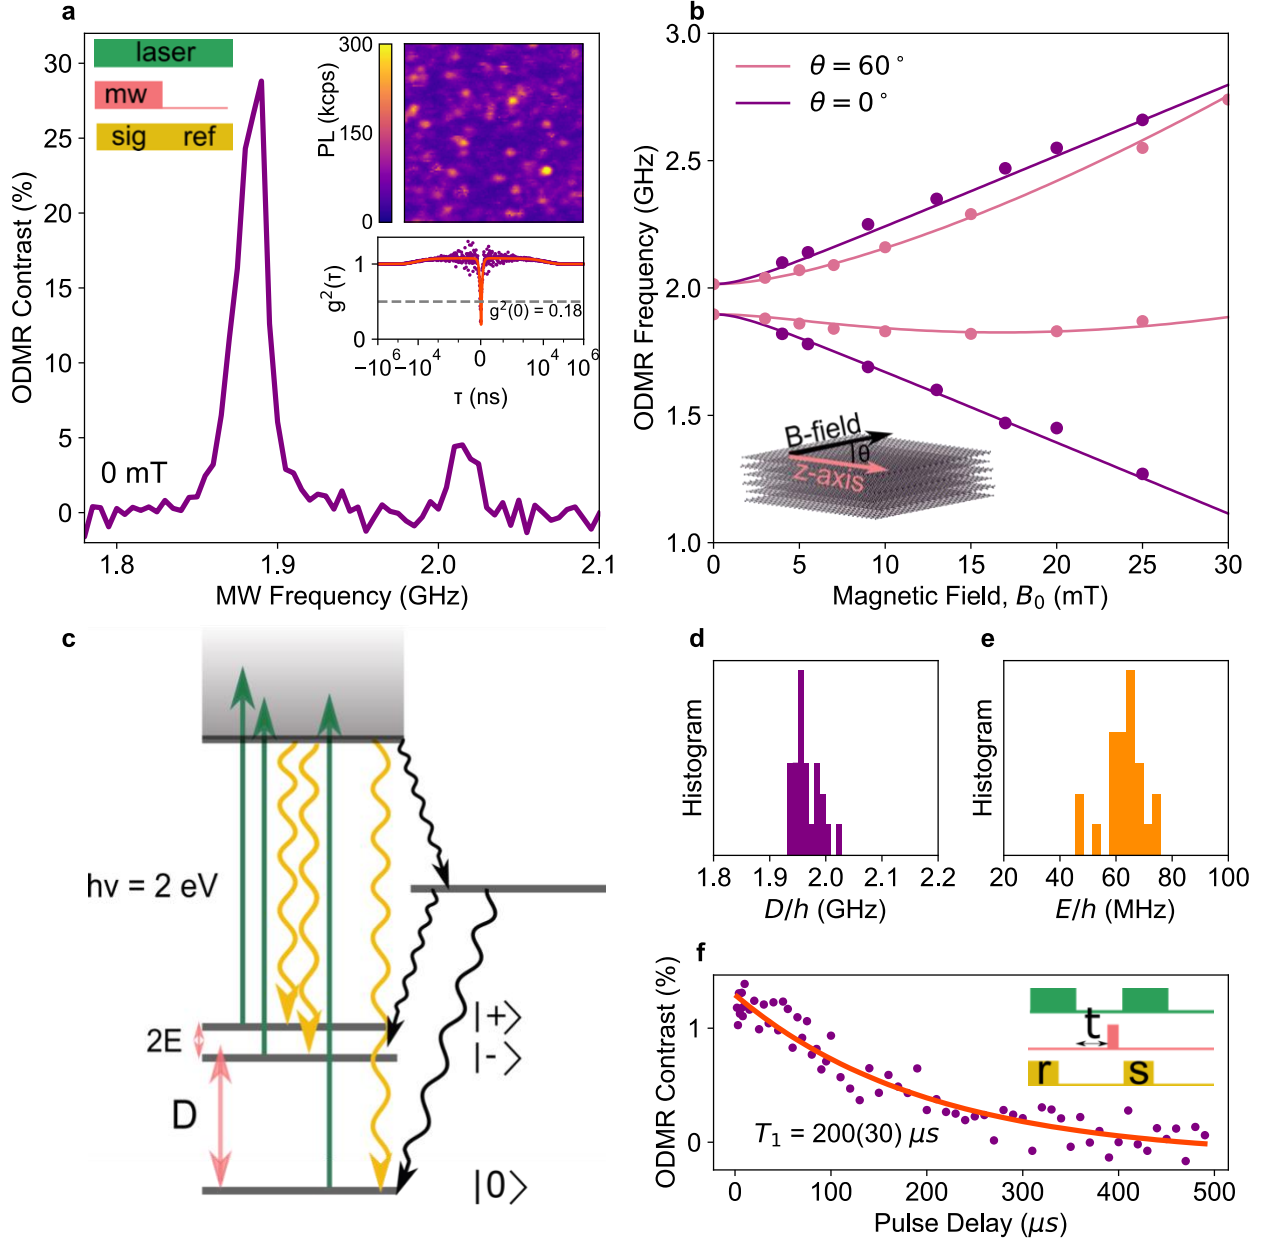 a
laser
mw
sig ref
0 mT
ODMR Contrast (%)
30
25
20
15
10
5
0
1.8 1.9 2.0 2.1
MW Frequency (GHz)
PL (kcps)
300
150
0
g²(τ)
1
0
g²(0) = 0.18
−10⁶ −10⁴ 0 10⁴ 10⁶
τ (ns)
b
θ = 60 °
θ = 0 °
ODMR Frequency (GHz)
3.0
2.5
2.0
1.5
1.0
B-field
θ
z-axis
0 5 10 15 20 25 30
Magnetic Field, B₀ (mT)
c
hν = 2 eV
2E
D
|+⟩
|-⟩
|0⟩
d
Histogram
1.8 1.9 2.0 2.1 2.2
D/h (GHz)
e
Histogram
20 40 60 80 100
E/h (MHz)
f
ODMR Contrast (%)
1
0
t
r s
T₁ = 200(30) μs
0 100 200 300 400 500
Pulse Delay (μs)